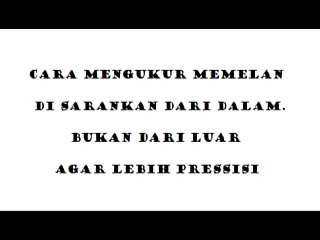 CARA MENGUKUR MEMELAN
DI SARANKAN DARI DALAM.
BUKAN DARI LUAR
AGAR LEBIH PRESSISI